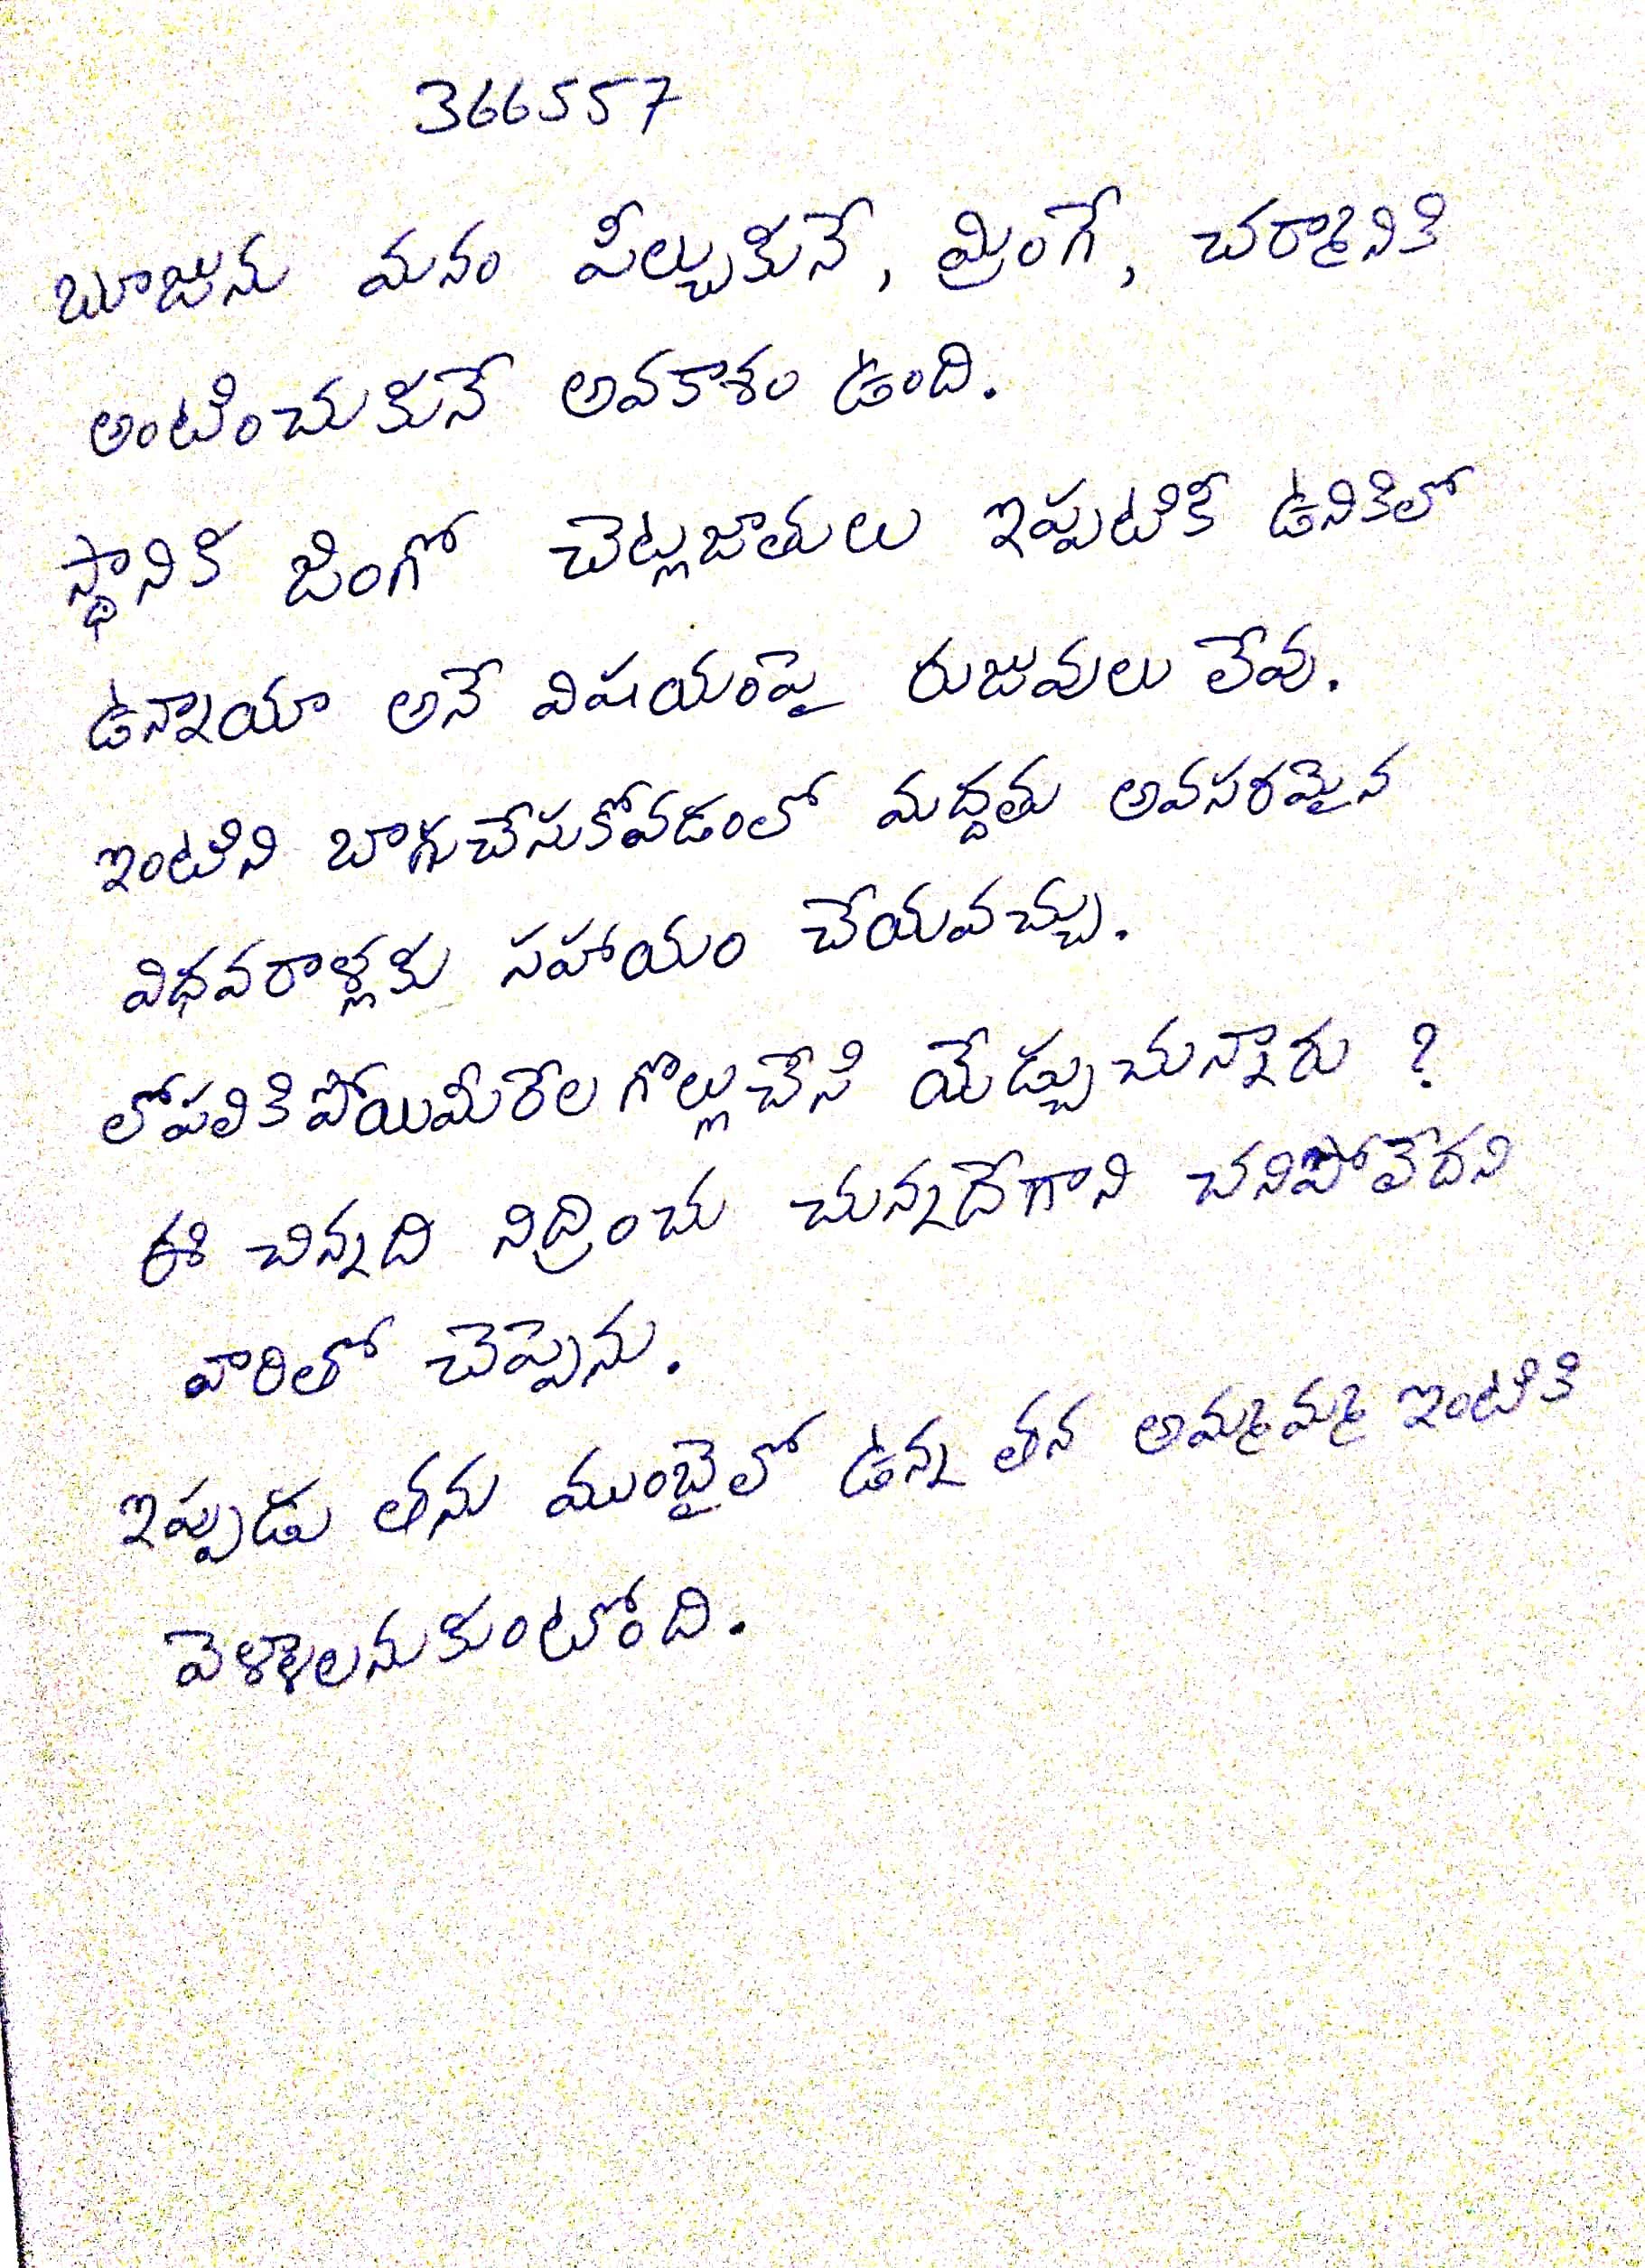 366557
బూజును మనం పీల్చుకునే, మ్రింగే, చర్మానికి
అంటించుకునే అవకాశం ఉంది.
స్థానిక జింగో చెట్లజాతులు ఇప్పటికీ ఉనికిలో
ఉన్నాయా అనే విషయంపై రుజువులు లేవు.
ఇంటిని బాగుచేసుకోవడంలో మద్దతు అవసరమైన
విధవరాళ్లకు సహాయం చేయవచ్చు.
లోపలికిపోయిమీరేల గొల్లుచేసి యేడ్చుచున్నారు ?
ఈ చిన్నది నిద్రించు చున్నదేగాని చనిపోలేదని
వారితో చెప్పెను.
ఇప్పుడు తను ముంబైలో ఉన్న తన అమ్మమ్మ ఇంటికి
వెళ్ళాలనుకుంటోంది.